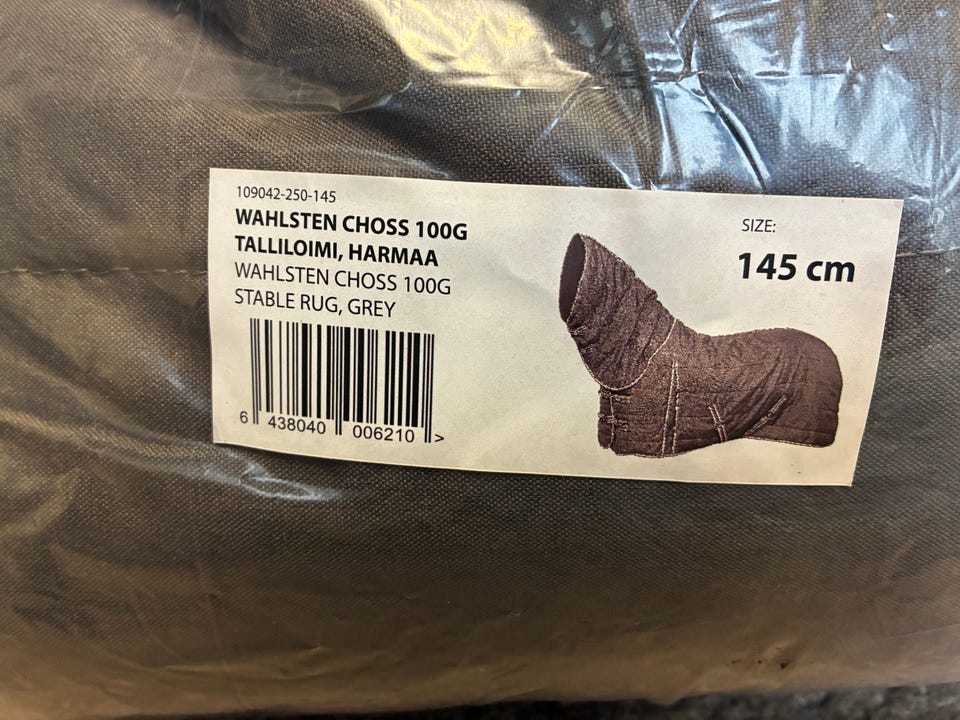 109042-250-145
WAHLSTEN CHOSS 100G
TALLILOIMI, HARMAA
WAHLSTEN CHOSS 100G
STABLE RUG, GREY
6 438040 006210 >
SIZE:
145 cm